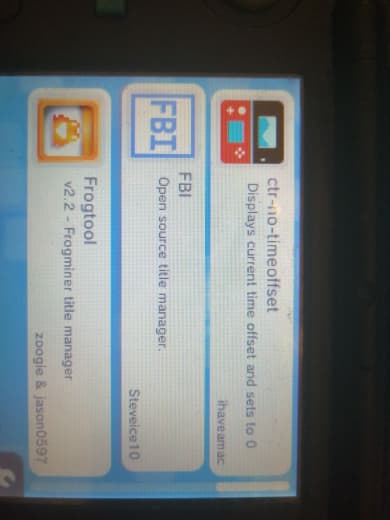 ctr-no-timeoffset
Displays current time offset and sets to 0
ihaveamac
FBI
FBI
Open source title manager.
Steveice10
Frogtool
v2.2 - Frogminer title manager
zoogie & jason0597